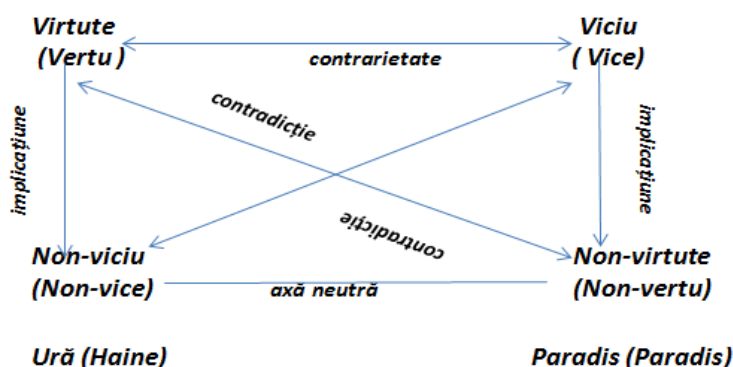 Virtute
(Vertu )
Viciu
( Vice)
contrarietate
contradicție
implicațiune
implicațiune
contradicție
Non-viciu
(Non-vice)
Non-virtute
(Non-vertu)
axă neutră
Ură (Haine)
Paradis (Paradis)